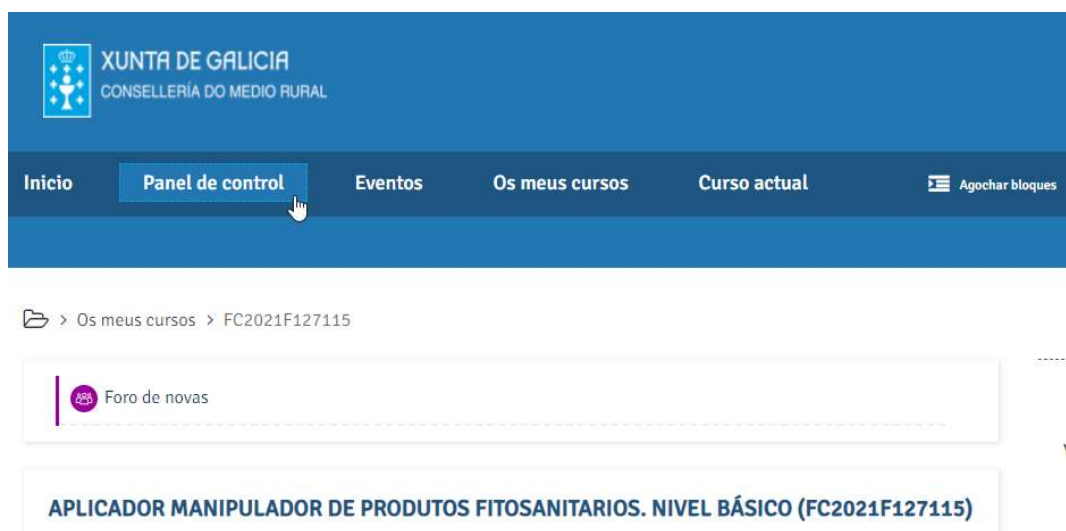 XUNTA DE GALICIA
CONSELLERÍA DO MEDIO RURAL
Inicio Panel de control Eventos Os meus cursos Curso actual Agochar bloques
> Os meus cursos > FC2021F127115
Foro de novas
APLICADOR MANIPULADOR DE PRODUTOS FITOSANITARIOS. NIVEL BÁSICO (FC2021F127115)